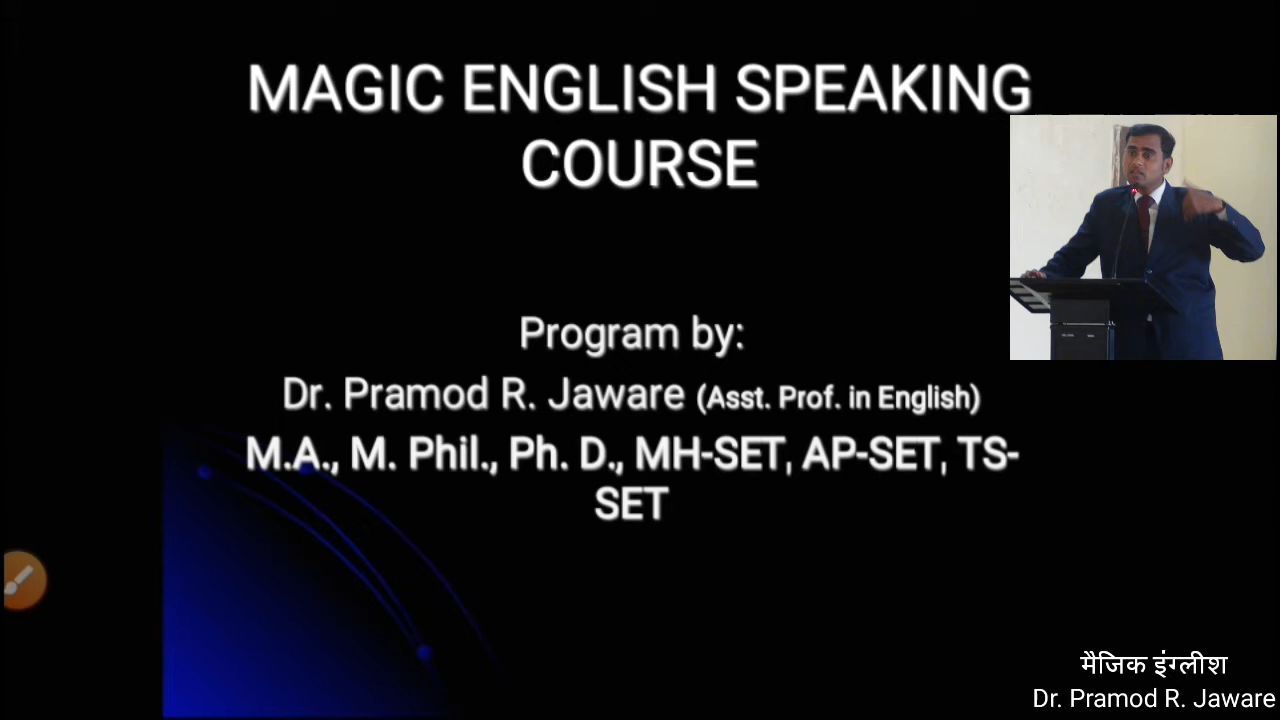 MAGIC ENGLISH SPEAKING
COURSE
Program by:
Dr. Pramod R. Jaware (Asst. Prof. in English)
M.A., M. Phil., Ph. D., MH-SET, AP-SET, TS-
SET
मैजिक इंग्लीश
Dr. Pramod R. Jaware